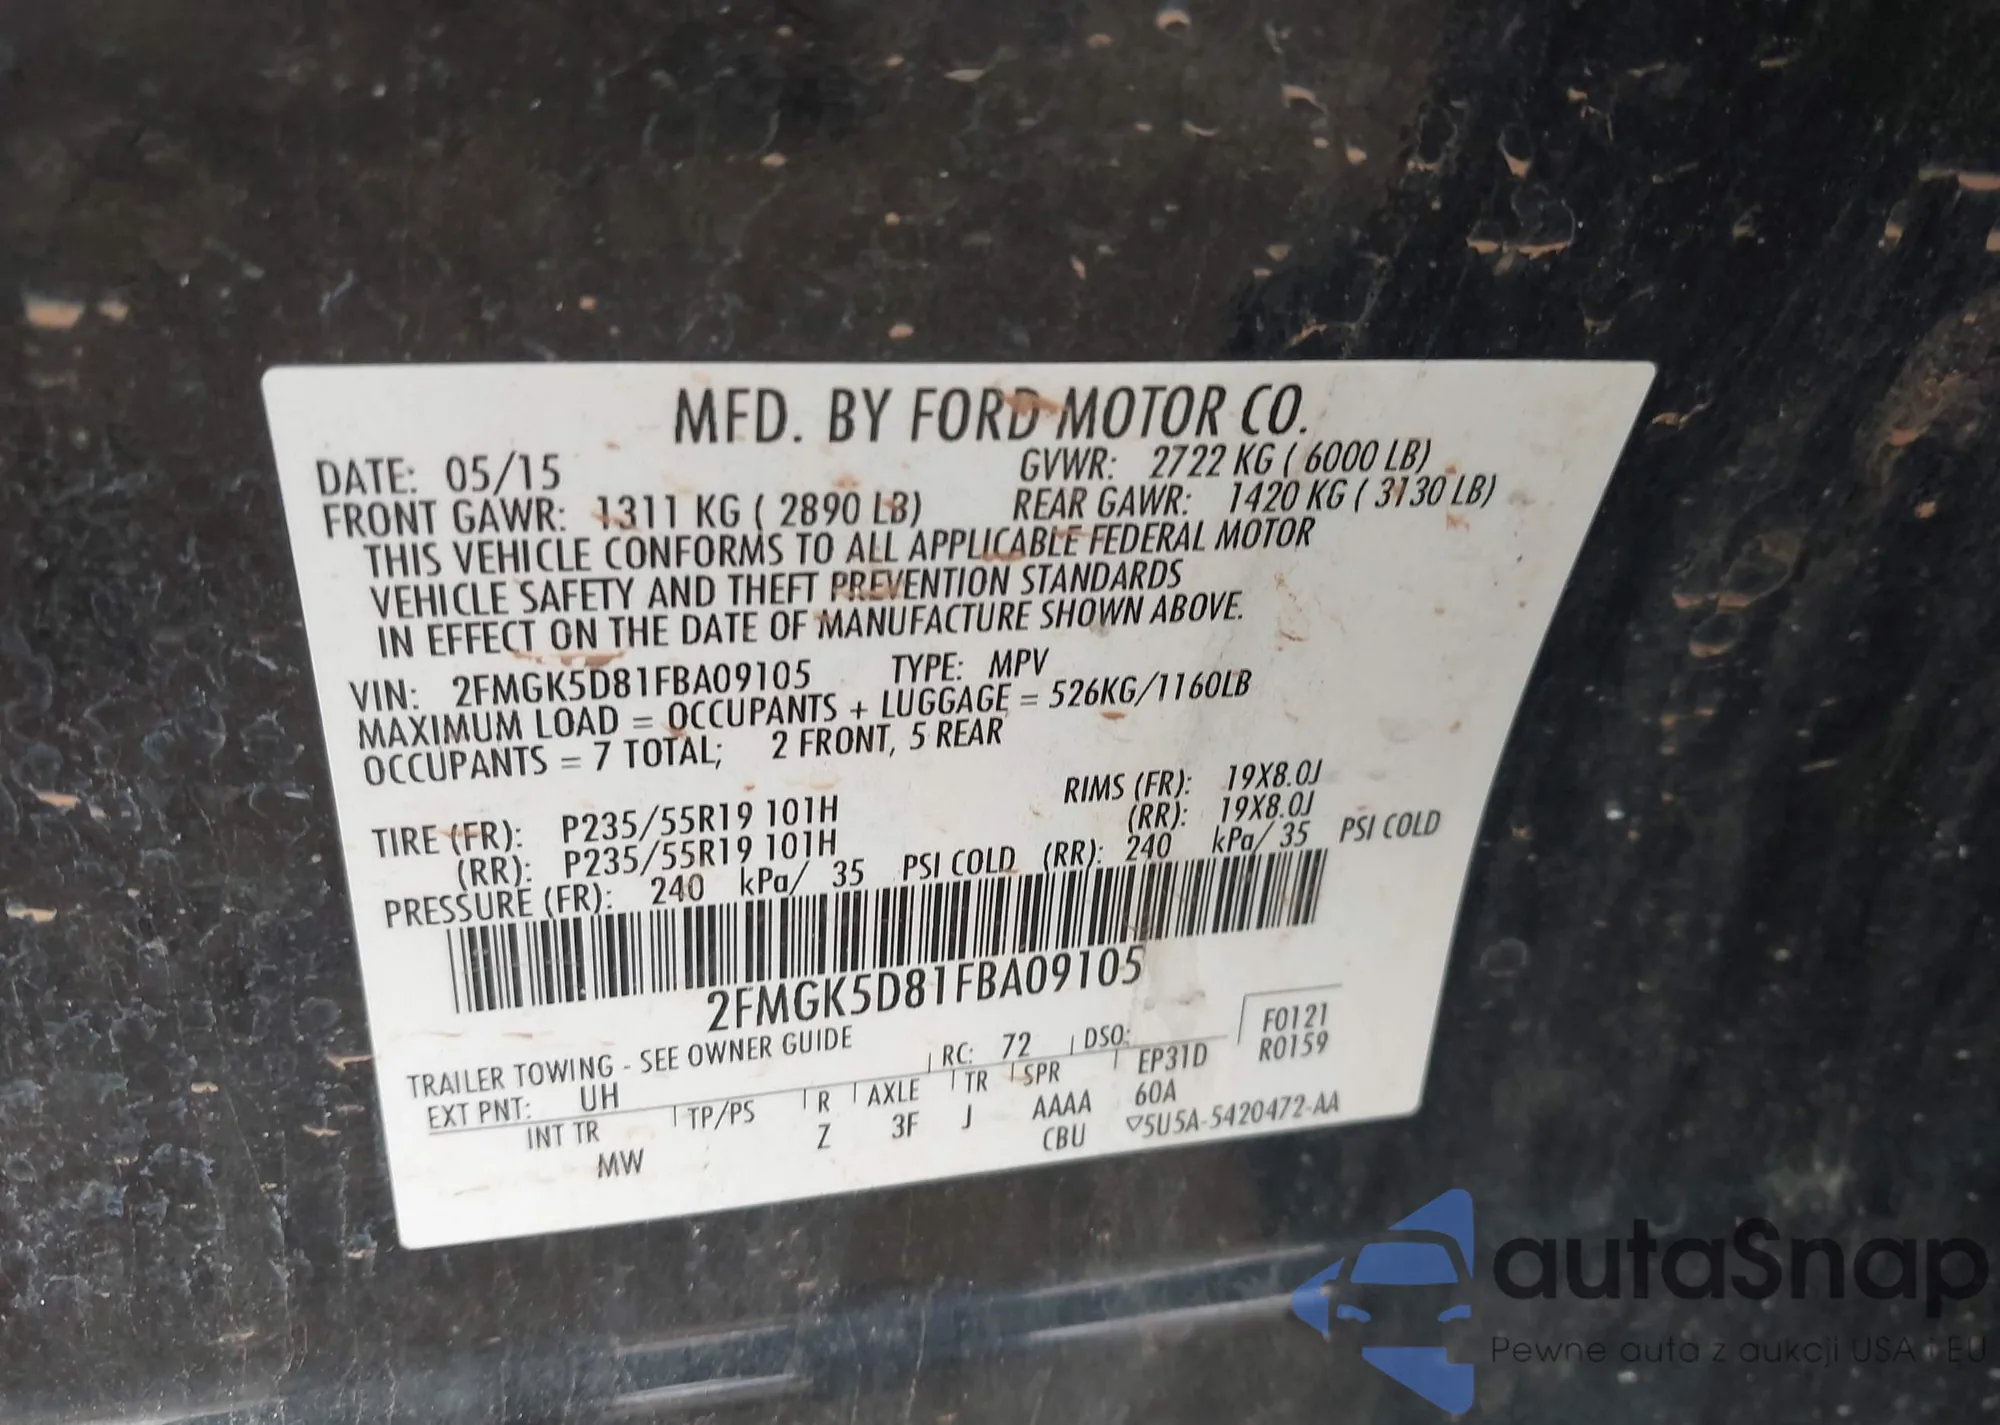 MFD. BY FORD MOTOR CO.
DATE: 05/15 GVWR: 2722 KG ( 6000 LB)
FRONT GAWR: 1311 KG ( 2890 LB) REAR GAWR: 1420 KG ( 3130 LB)
THIS VEHICLE CONFORMS TO ALL APPLICABLE FEDERAL MOTOR
VEHICLE SAFETY AND THEFT PREVENTION STANDARDS
IN EFFECT ON THE DATE OF MANUFACTURE SHOWN ABOVE.
VIN: 2FMGK5D81FBA09105 TYPE: MPV
MAXIMUM LOAD = OCCUPANTS + LUGGAGE = 526KG/1160LB
OCCUPANTS = 7 TOTAL; 2 FRONT, 5 REAR
TIRE (FR): P235/55R19 101H RIMS (FR): 19X8.0J
(RR): P235/55R19 101H (RR): 19X8.0J
PRESSURE (FR): 240 kPa/ 35 PSI COLD (RR): 240 kPa/ 35 PSI COLD
2FMGK5D81FBA09105
TRAILER TOWING - SEE OWNER GUIDE
F0121
EXT PNT: UH RC: 72 DSO: R0159
INT TR TP/PS R AXLE TR SPR EP31D
MW Z 3F J AAAA 60A
CBU ▽5U5A-5420472-AA
autaSnap
Pewne auta z aukcji USA i EU